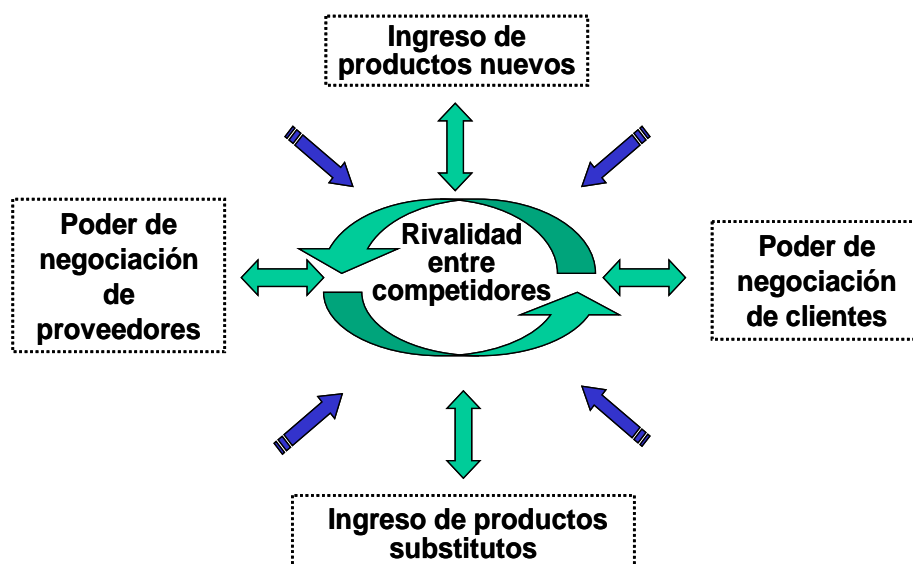 Ingreso de
productos nuevos
Poder de
negociación
de
proveedores
Rivalidad
entre
competidores
Poder de
negociación
de clientes
Ingreso de productos
substitutos